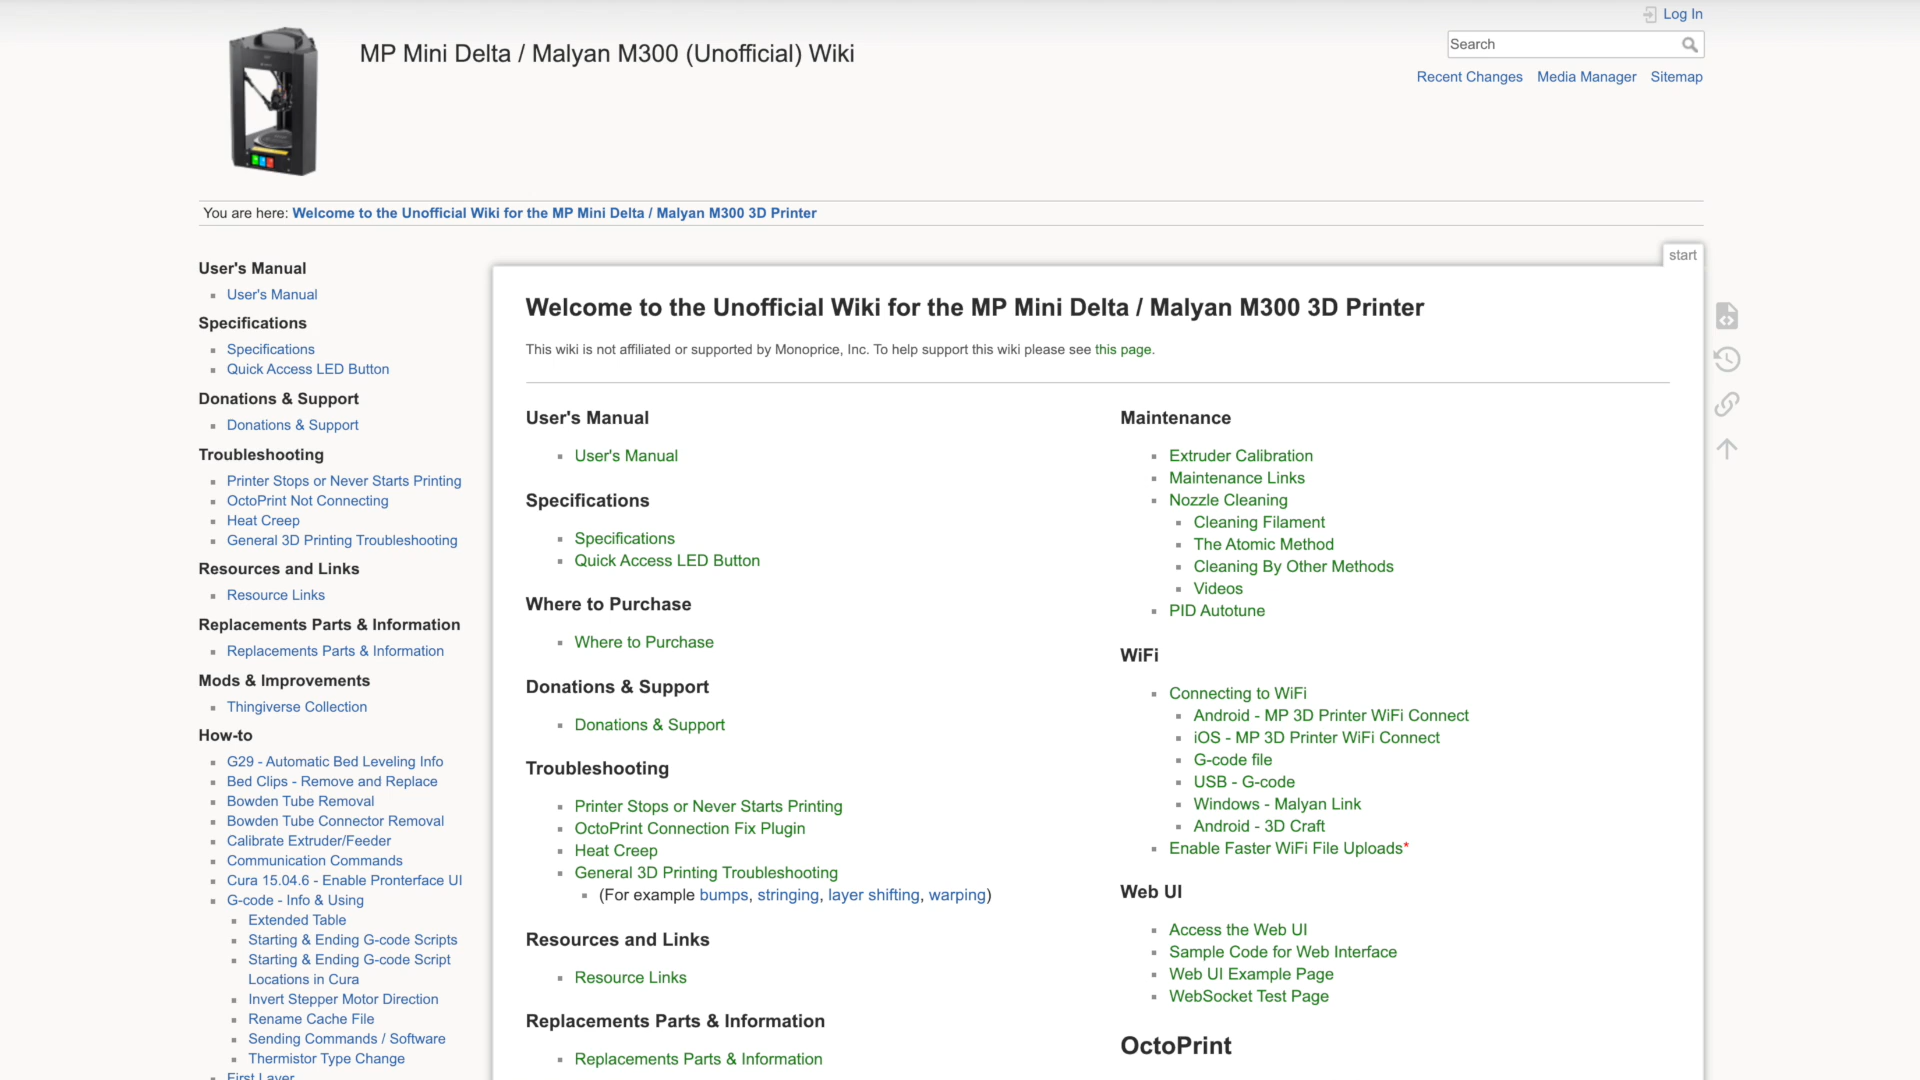 Log In
MP Mini Delta / Malyan M300 (Unofficial) Wiki
Search
Recent Changes Media Manager Sitemap
You are here: Welcome to the Unofficial Wiki for the MP Mini Delta / Malyan M300 3D Printer
User's Manual
User's Manual
Specifications
Specifications
Quick Access LED Button
Donations & Support
Donations & Support
Troubleshooting
Printer Stops or Never Starts Printing
OctoPrint Not Connecting
Heat Creep
General 3D Printing Troubleshooting
Resources and Links
Resource Links
Replacements Parts & Information
Replacements Parts & Information
Mods & Improvements
Thingiverse Collection
How-to
G29 - Automatic Bed Leveling Info
Bed Clips - Remove and Replace
Bowden Tube Removal
Bowden Tube Connector Removal
Calibrate Extruder/Feeder
Communication Commands
Cura 15.04.6 - Enable Pronterface UI
G-code - Info & Using
Extended Table
Starting & Ending G-code Scripts
Starting & Ending G-code Script
Locations in Cura
Invert Stepper Motor Direction
Rename Cache File
Sending Commands / Software
Thermistor Type Change
First Layer
start
Welcome to the Unofficial Wiki for the MP Mini Delta / Malyan M300 3D Printer
This wiki is not affiliated or supported by Monoprice, Inc. To help support this wiki please see this page.
User's Manual
User's Manual
Specifications
Specifications
Quick Access LED Button
Where to Purchase
Where to Purchase
Donations & Support
Donations & Support
Troubleshooting
Printer Stops or Never Starts Printing
OctoPrint Connection Fix Plugin
Heat Creep
General 3D Printing Troubleshooting
(For example bumps, stringing, layer shifting, warping)
Resources and Links
Resource Links
Replacements Parts & Information
Replacements Parts & Information
Maintenance
Extruder Calibration
Maintenance Links
Nozzle Cleaning
Cleaning Filament
The Atomic Method
Cleaning By Other Methods
Videos
PID Autotune
WiFi
Connecting to WiFi
Android - MP 3D Printer WiFi Connect
iOS - MP 3D Printer WiFi Connect
G-code file
USB - G-code
Windows - Malyan Link
Android - 3D Craft
Enable Faster WiFi File Uploads*
Web UI
Access the Web UI
Sample Code for Web Interface
Web UI Example Page
WebSocket Test Page
OctoPrint